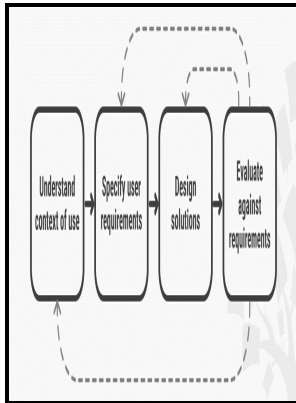 Understand
context of use
Specify user
requirements
Design
solutions
Evaluate
against
requirements